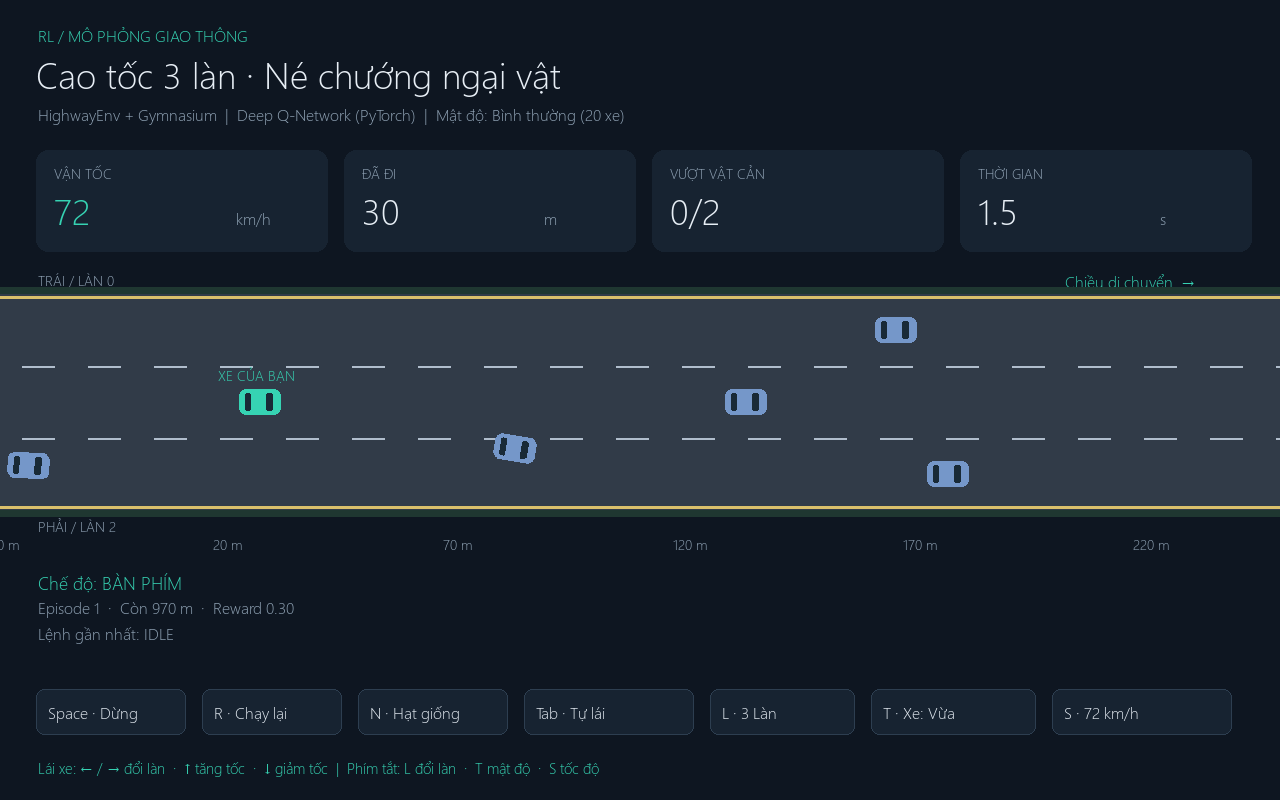 RL / MÔ PHỎNG GIAO THÔNG
Cao tốc 3 làn · Né chướng ngại vật
HighwayEnv + Gymnasium | Deep Q-Network (PyTorch) | Mật độ: Bình thường (20 xe)
VẬN TỐC
72 km/h
ĐÃ ĐI
30 m
VƯỢT VẬT CẢN
0/2
THỜI GIAN
1.5 s
TRÁI / LÀN 0
Chiều di chuyển →
XE CỦA BẠN
PHẢI / LÀN 2
0 m 20 m 70 m 120 m 170 m 220 m
Chế độ: BÀN PHÍM
Episode 1 · Còn 970 m · Reward 0.30
Lệnh gần nhất: IDLE
Space · Dừng
R · Chạy lại
N · Hạt giống
Tab · Tự lái
L · 3 Làn
T · Xe: Vừa
S · 72 km/h
Lái xe: ← / → đổi làn · ↑ tăng tốc · ↓ giảm tốc | Phím tắt: L đổi làn · T mật độ · S tốc độ